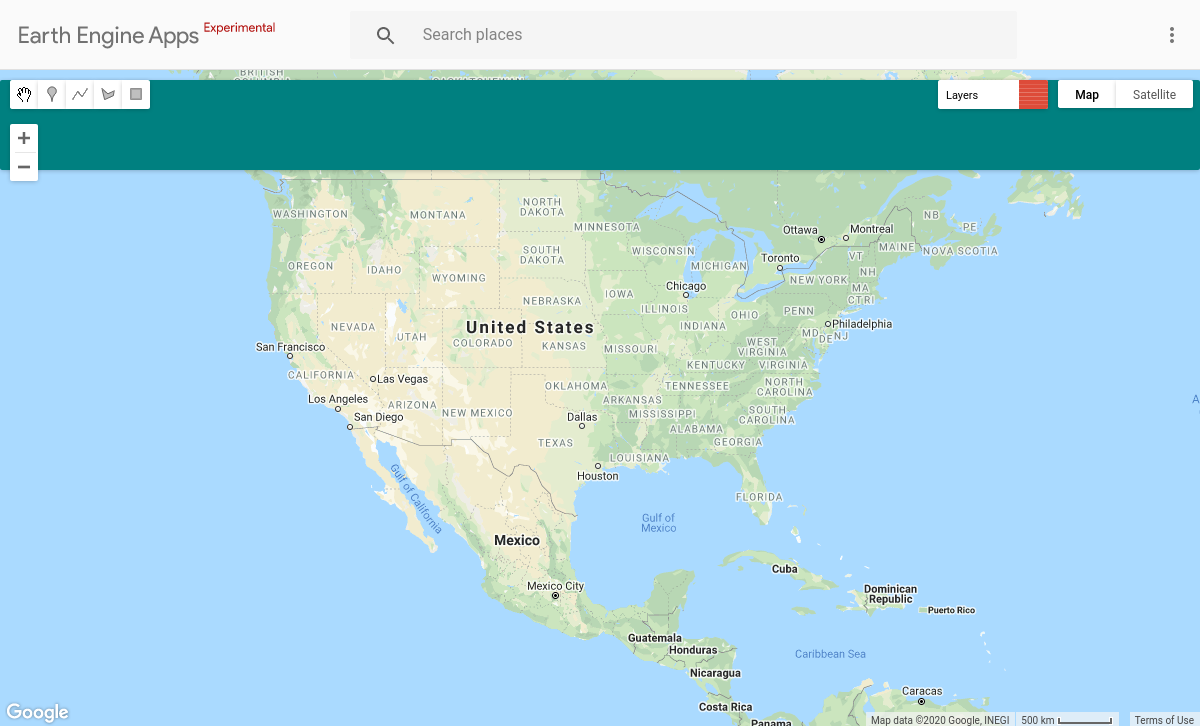 Earth Engine Apps Experimental
Search places
BRITISH
COLUMBIA
SASKATCHEWAN
Layers
Map
Satellite
+
−
WASHINGTON
MONTANA
NORTH
DAKOTA
MINNESOTA
Ottawa
Montreal
NB
PE
MAINE
NOVA SCOTIA
OREGON
IDAHO
SOUTH
DAKOTA
WISCONSIN
MICHIGAN
Toronto
VT
NH
WYOMING
Chicago
NEW YORK
MA
CT
RI
NEBRASKA
IOWA
ILLINOIS
INDIANA
OHIO
PENN
NEVADA
UTAH
United States
COLORADO
KANSAS
MISSOURI
WEST
VIRGINIA
MD
DE
NJ
Philadelphia
San Francisco
CALIFORNIA
Las Vegas
KENTUCKY
VIRGINIA
Los Angeles
ARIZONA
NEW MEXICO
OKLAHOMA
ARKANSAS
TENNESSEE
NORTH
CAROLINA
San Diego
Dallas
MISSISSIPPI
SOUTH
CAROLINA
ALABAMA
TEXAS
GEORGIA
LOUISIANA
Houston
Gulf of California
FLORIDA
Gulf of
Mexico
Mexico
Mexico City
Cuba
Dominican
Republic
Puerto Rico
Guatemala
Honduras
Caribbean Sea
Nicaragua
Caracas
Costa Rica
Panama
Google
Map data ©2020 Google, INEGI
500 km
Terms of Use